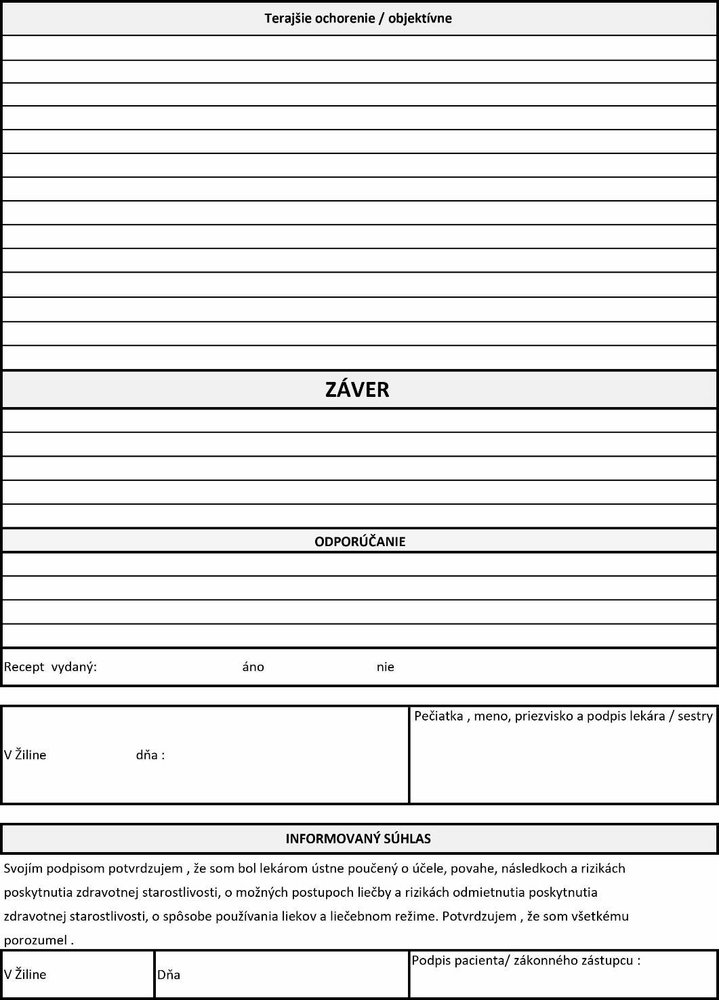 Terajšie ochorenie / objektívne
ZÁVER
ODPORÚČANIE
Recept vydaný: áno nie
Pečiatka , meno, priezvisko a podpis lekára / sestry
V Žiline dňa :
INFORMOVANÝ SÚHLAS
Svojím podpisom potvrdzujem , že som bol lekárom ústne poučený o účele, povahe, následkoch a rizikách
poskytnutia zdravotnej starostlivosti, o možných postupoch liečby a rizikách odmietnutia poskytnutia
zdravotnej starostlivosti, o spôsobe používania liekov a liečebnom režime. Potvrdzujem , že som všetkému
porozumel .
V Žiline Dňa Podpis pacienta/ zákonného zástupcu :